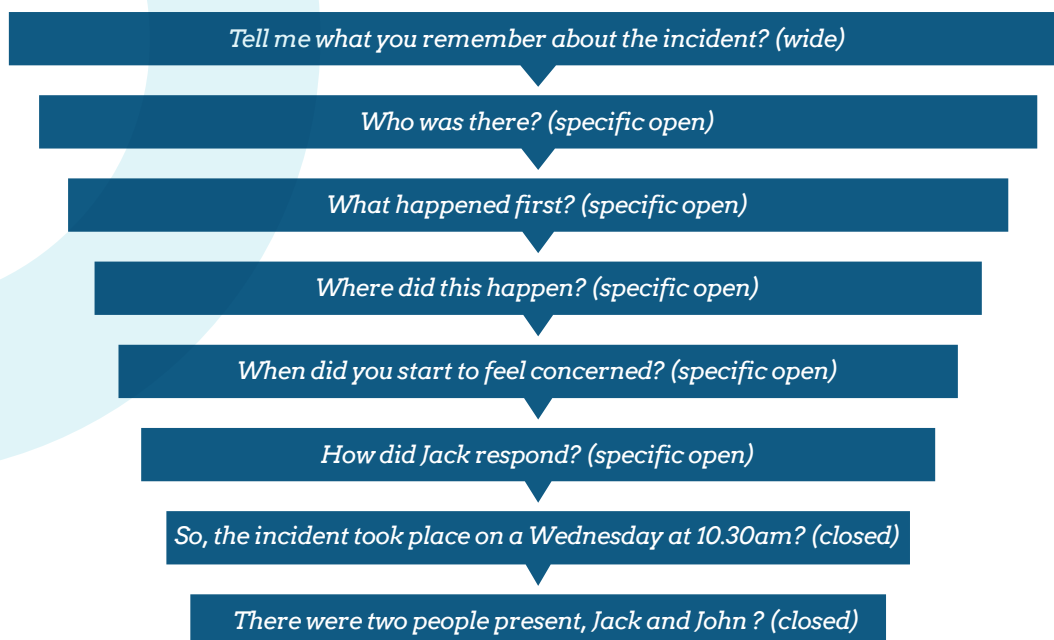 Tell me what you remember about the incident? (wide)
Who was there? (specific open)
What happened first? (specific open)
Where did this happen? (specific open)
When did you start to feel concerned? (specific open)
How did Jack respond? (specific open)
So, the incident took place on a Wednesday at 10.30am? (closed)
There were two people present, Jack and John ? (closed)